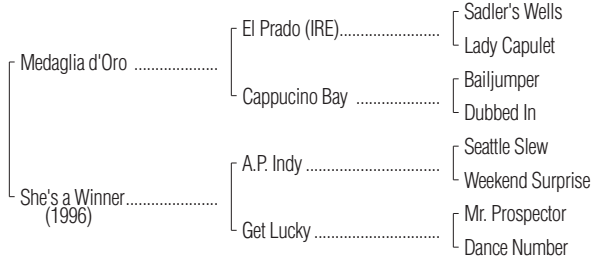 Sadler's Wells
El Prado (IRE)........................
Lady Capulet
Medaglia d'Oro ....................
Bailjumper
Cappucino Bay ....................
Dubbed In
Seattle Slew
A.P. Indy ................................
Weekend Surprise
She's a Winner......................
(1996)
Mr. Prospector
Get Lucky ..............................
Dance Number